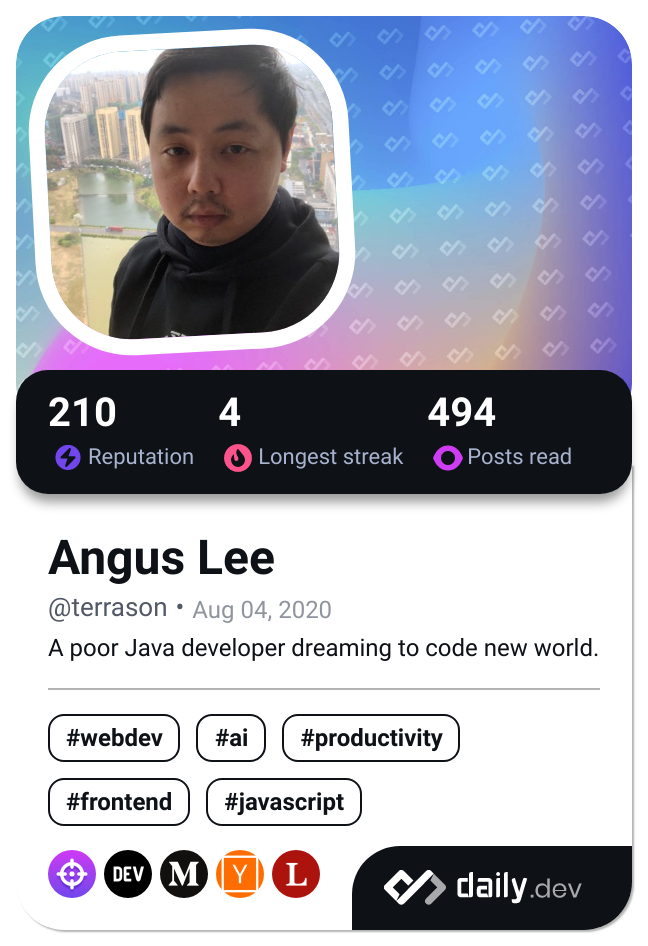 210 4 494
Reputation Longest streak Posts read
Angus Lee
@terrason • Aug 04, 2020
A poor Java developer dreaming to code new world.
#webdev #ai #productivity
#frontend #javascript
DEV M Y L daily.dev